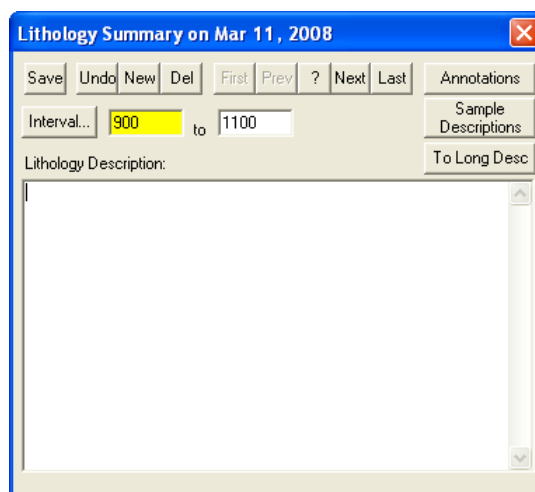 Lithology Summary on Mar 11, 2008
Save Undo New Del First Prev ? Next Last Annotations
Interval... 900 to 1100 Sample Descriptions
Lithology Description: To Long Desc